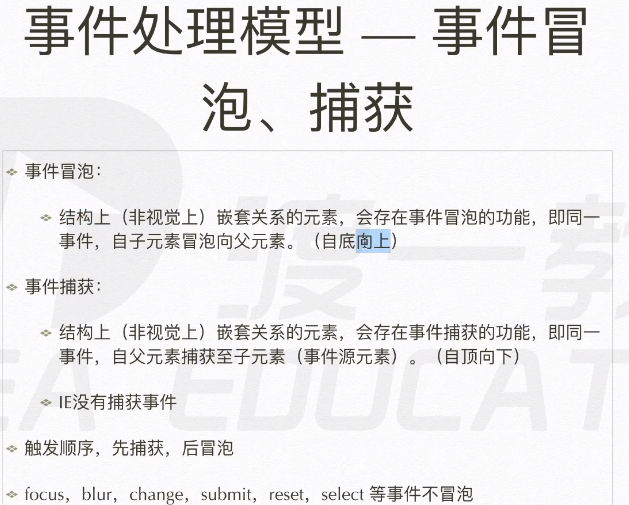 事件处理模型 — 事件冒
泡、捕获
事件冒泡：
结构上（非视觉上）嵌套关系的元素，会存在事件冒泡的功能，即同一
事件，自子元素冒泡向父元素。（自底向上）
事件捕获：
结构上（非视觉上）嵌套关系的元素，会存在事件捕获的功能，即同一
事件，自父元素捕获至子元素（事件源元素）。（自顶向下）
IE没有捕获事件
触发顺序，先捕获，后冒泡
focus，blur，change，submit，reset，select 等事件不冒泡
渡一教
EDUCAT